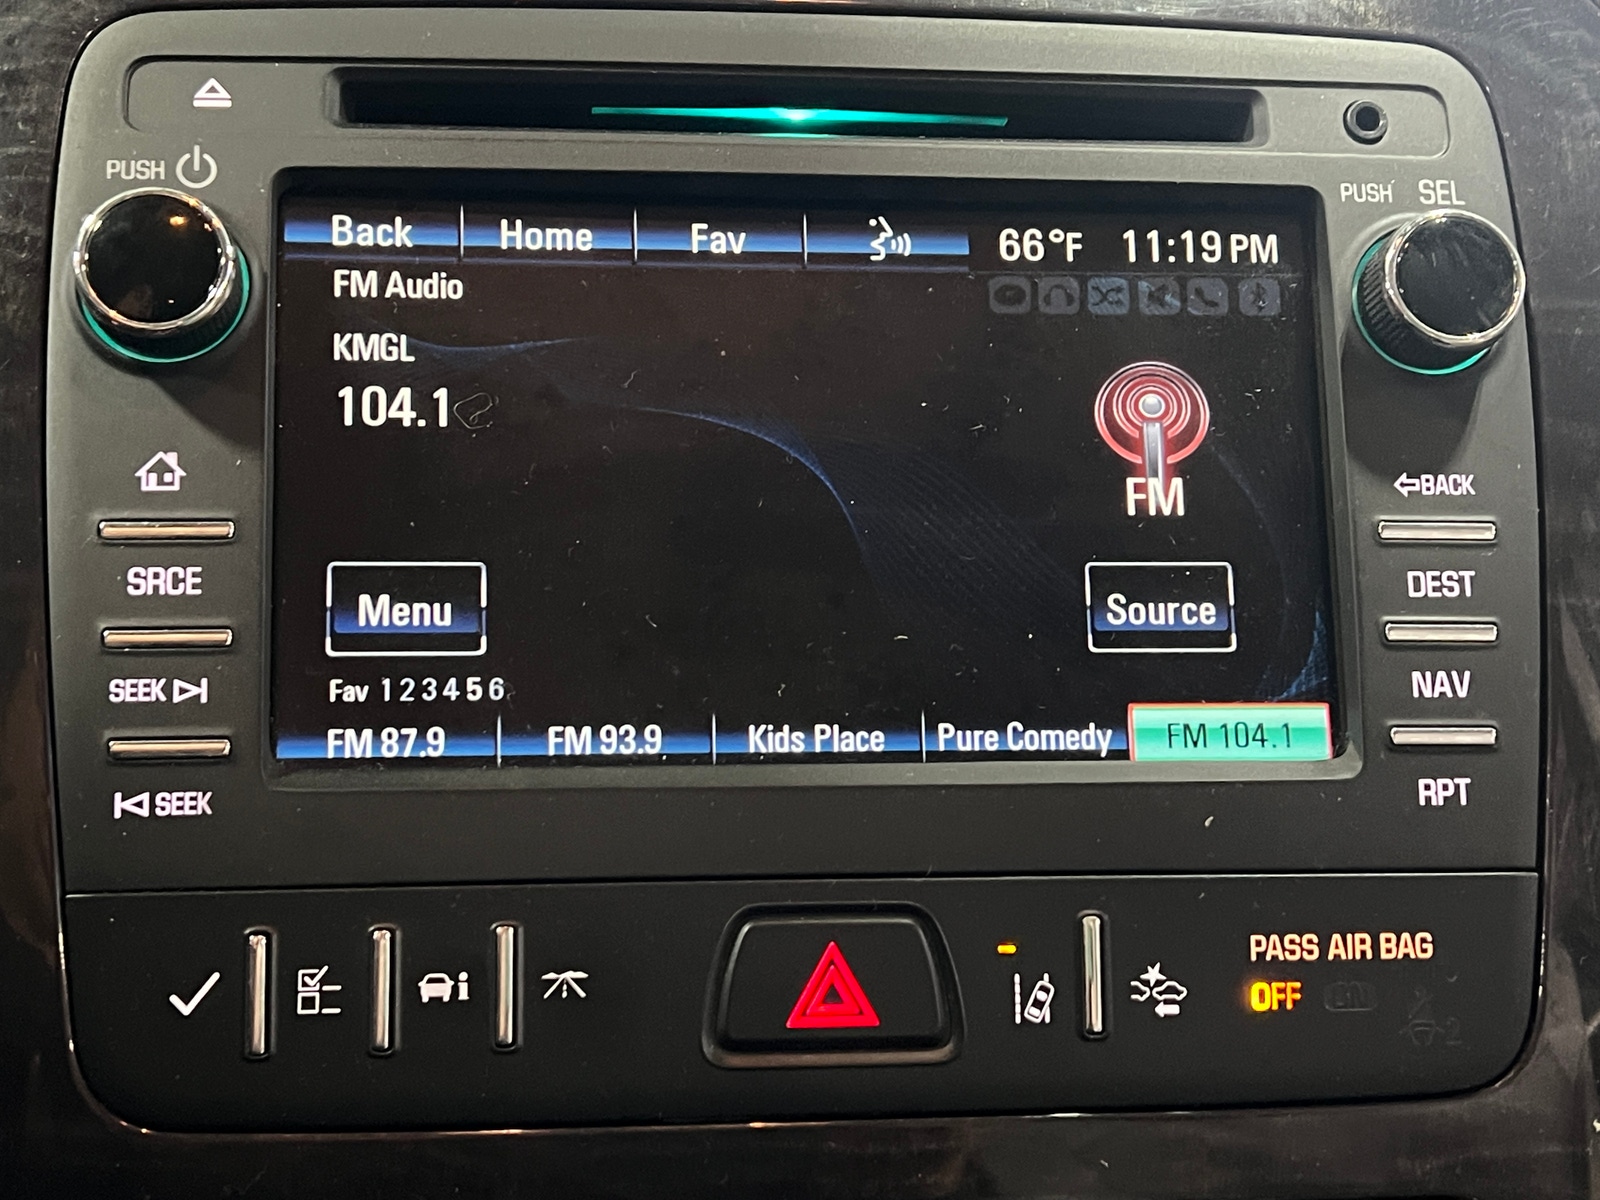 PUSH
PUSH SEL
Back Home Fav 66°F 11:19 PM
FM Audio
KMGL
104.1
FM
BACK
SRCE
DEST
Menu Source
SEEK
NAV
Fav 1 2 3 4 5 6
FM 87.9 FM 93.9 Kids Place Pure Comedy FM 104.1
SEEK
RPT
PASS AIR BAG
OFF ON
2